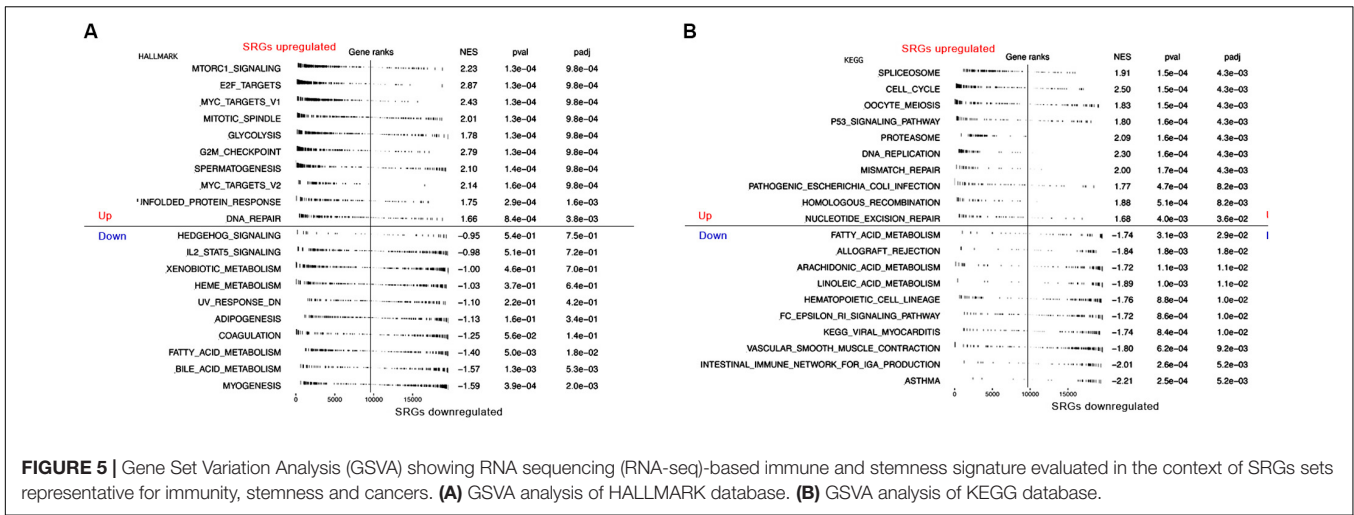 A
SRGs upregulated
HALLMARK Gene ranks NES pval padj
MTORC1_SIGNALING 2.23 1.3e−04 9.8e−04
E2F_TARGETS 2.87 1.3e−04 9.8e−04
MYC_TARGETS_V1 2.43 1.3e−04 9.8e−04
MITOTIC_SPINDLE 2.01 1.3e−04 9.8e−04
GLYCOLYSIS 1.78 1.3e−04 9.8e−04
G2M_CHECKPOINT 2.79 1.3e−04 9.8e−04
SPERMATOGENESIS 2.10 1.4e−04 9.8e−04
MYC_TARGETS_V2 2.14 1.6e−04 9.8e−04
INFOLDED_PROTEIN_RESPONSE 1.75 2.9e−04 1.6e−03
Up DNA_REPAIR 1.66 8.4e−04 3.8e−03
Down HEDGEHOG_SIGNALING −0.95 5.4e−01 7.5e−01
IL2_STAT5_SIGNALING −0.98 5.1e−01 7.2e−01
XENOBIOTIC_METABOLISM −1.00 4.6e−01 7.0e−01
HEME_METABOLISM −1.03 3.7e−01 6.4e−01
UV_RESPONSE_DN −1.10 2.2e−01 4.2e−01
ADIPOGENESIS −1.13 1.6e−01 3.4e−01
COAGULATION −1.25 5.6e−02 1.4e−01
FATTY_ACID_METABOLISM −1.40 5.0e−03 1.8e−02
BILE_ACID_METABOLISM −1.57 1.3e−03 5.3e−03
MYOGENESIS −1.59 3.9e−04 2.0e−03
0 5000 10000 15000
SRGs downregulated
B
SRGs upregulated
KEGG Gene ranks NES pval padj
SPLICEOSOME 1.91 1.5e−04 4.3e−03
CELL_CYCLE 2.50 1.5e−04 4.3e−03
OOCYTE_MEIOSIS 1.83 1.5e−04 4.3e−03
P53_SIGNALING_PATHWAY 1.80 1.6e−04 4.3e−03
PROTEASOME 2.09 1.6e−04 4.3e−03
DNA_REPLICATION 2.30 1.6e−04 4.3e−03
MISMATCH_REPAIR 2.00 1.7e−04 4.3e−03
PATHOGENIC_ESCHERICHIA_COLI_INFECTION 1.77 4.7e−04 8.2e−03
HOMOLOGOUS_RECOMBINATION 1.88 5.1e−04 8.2e−03
Up NUCLEOTIDE_EXCISION_REPAIR 1.68 4.0e−03 3.6e−02
Down FATTY_ACID_METABOLISM −1.74 3.1e−03 2.9e−02
ALLOGRAFT_REJECTION −1.84 1.8e−03 1.8e−02
ARACHIDONIC_ACID_METABOLISM −1.72 1.1e−03 1.1e−02
LINOLEIC_ACID_METABOLISM −1.89 1.0e−03 1.1e−02
HEMATOPOIETIC_CELL_LINEAGE −1.76 8.8e−04 1.0e−02
FC_EPSILON_RI_SIGNALING_PATHWAY −1.72 8.6e−04 1.0e−02
KEGG_VIRAL_MYOCARDITIS −1.74 8.4e−04 1.0e−02
VASCULAR_SMOOTH_MUSCLE_CONTRACTION −1.80 6.2e−04 9.2e−03
INTESTINAL_IMMUNE_NETWORK_FOR_IGA_PRODUCTION −2.01 2.6e−04 5.2e−03
ASTHMA −2.21 2.5e−04 5.2e−03
0 5000 10000 15000
SRGs downregulated
FIGURE 5 | Gene Set Variation Analysis (GSVA) showing RNA sequencing (RNA-seq)-based immune and stemness signature evaluated in the context of SRGs sets
representative for immunity, stemness and cancers. (A) GSVA analysis of HALLMARK database. (B) GSVA analysis of KEGG database.